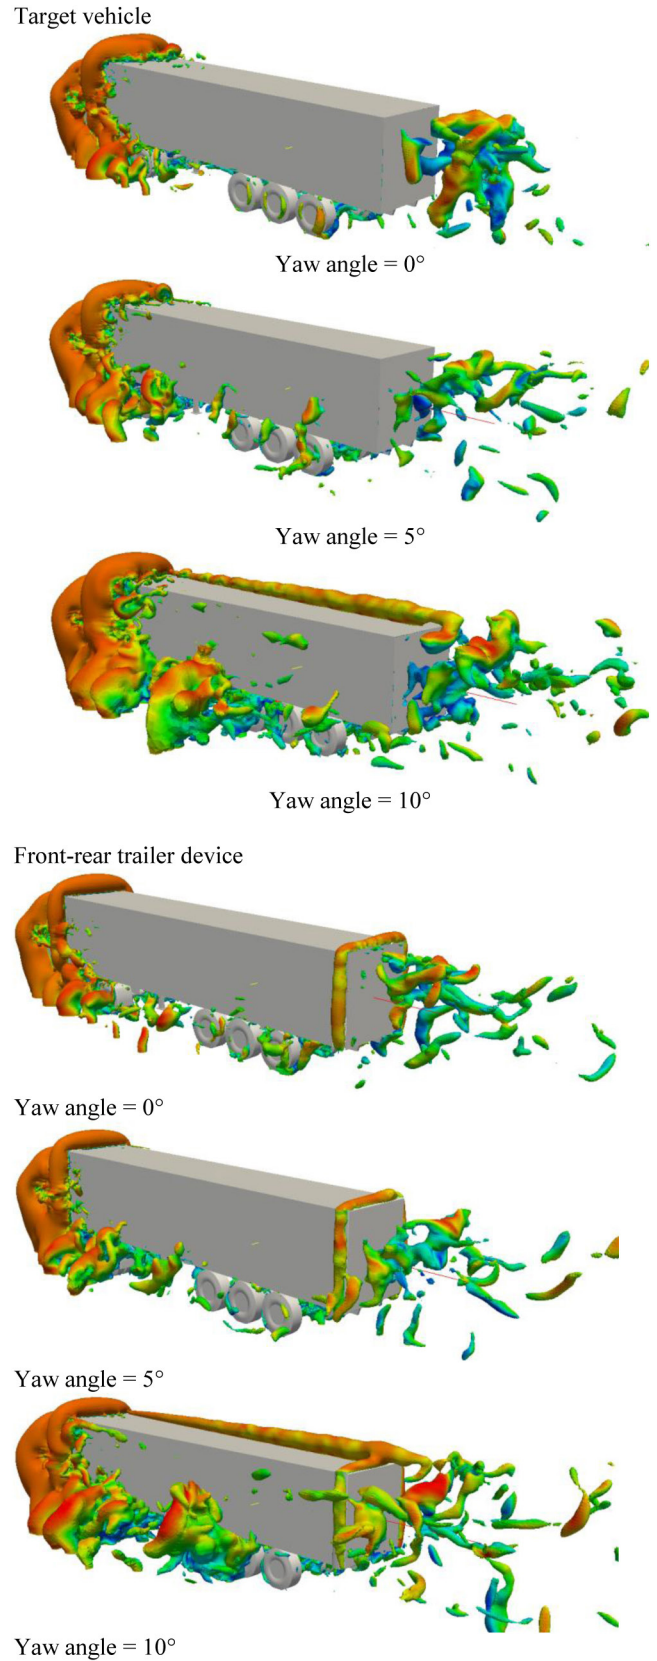 Target vehicle
Yaw angle = 0°
Yaw angle = 5°
Yaw angle = 10°
Front-rear trailer device
Yaw angle = 0°
Yaw angle = 5°
Yaw angle = 10°